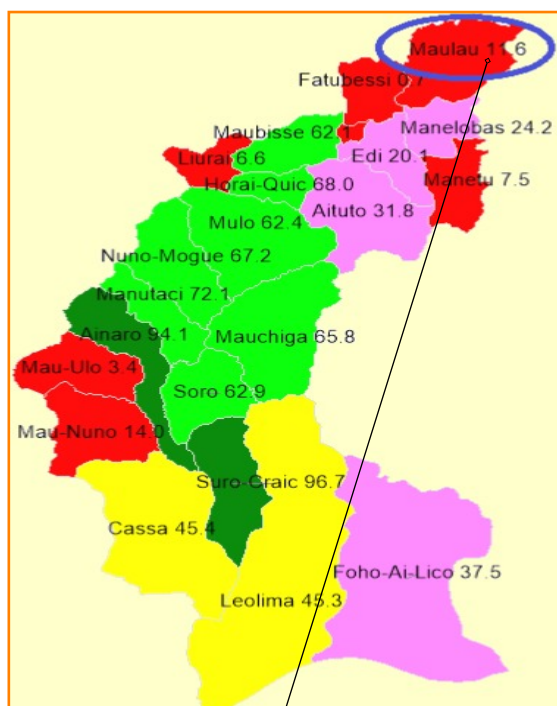 Maulau 11.6
Fatubessi 0.7
Manelobas 24.2
Maubisse 62.1
Edi 20.1
Liurai 6.6
Manetu 7.5
Horai-Quic 68.0
Aituto 31.8
Mulo 62.4
Nuno-Mogue 67.2
Manutaci 72.1
Ainaro 94.1
Mauchiga 65.8
Mau-Ulo 3.4
Soro 62.9
Mau-Nuno 14.0
Suro-Craic 96.7
Cassa 45.4
Foho-Ai-Lico 37.5
Leolima 45.3